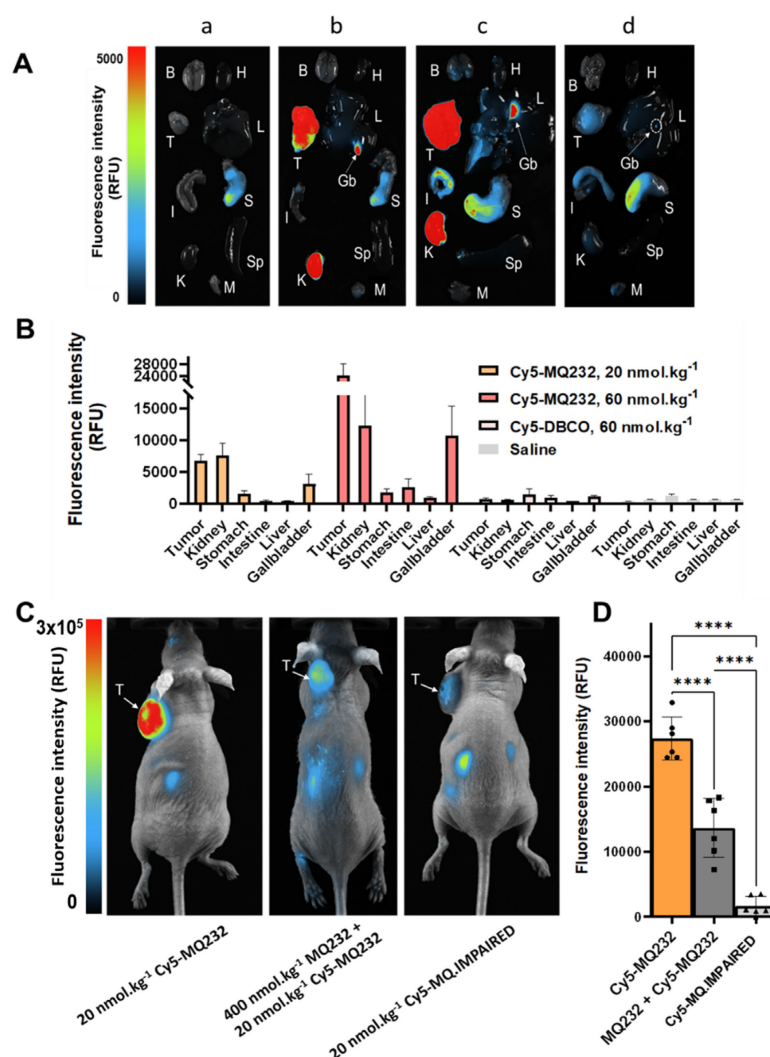 a b c d
A
5000
Fluorescence intensity (RFU)
0
B H
T L
I S
K Sp
M
B H
L
T Gb
I S
K Sp
M
B H
L
T Gb
I S
K Sp
M
B H
T L
Gb
I S
K Sp
M
B
Fluorescence intensity (RFU)
28000
24000
15000
10000
5000
0
Cy5-MQ232, 20 nmol.kg⁻¹
Cy5-MQ232, 60 nmol.kg⁻¹
Cy5-DBCO, 60 nmol.kg⁻¹
Saline
Tumor Kidney Stomach Intestine Liver Gallbladder Tumor Kidney Stomach Intestine Liver Gallbladder Tumor Kidney Stomach Intestine Liver Gallbladder Tumor Kidney Stomach Intestine Liver Gallbladder
C
3x10⁵
Fluorescence intensity (RFU)
0
T
T
T
20 nmol.kg⁻¹ Cy5-MQ232
400 nmol.kg⁻¹ MQ232 +
20 nmol.kg⁻¹ Cy5-MQ232
20 nmol.kg⁻¹ Cy5-MQ.IMPAIRED
D
Fluorescence intensity (RFU)
40000
30000
20000
10000
0
****
**** ****
Cy5-MQ232
MQ232 + Cy5-MQ232
Cy5-MQ.IMPAIRED